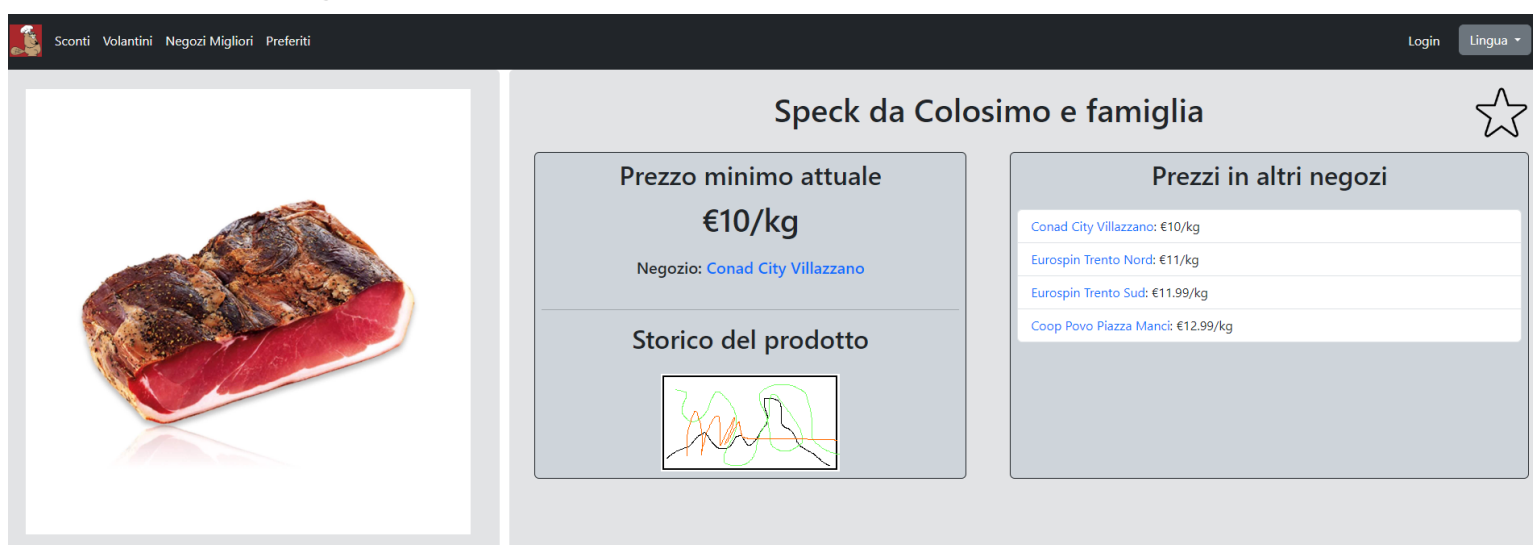 Sconti Volantini Negozi Migliori Preferiti Login Lingua
Speck da Colosimo e famiglia
Prezzo minimo attuale
€10/kg
Negozio: Conad City Villazzano
Storico del prodotto
Prezzi in altri negozi
Conad City Villazzano: €10/kg
Eurospin Trento Nord: €11/kg
Eurospin Trento Sud: €11.99/kg
Coop Povo Piazza Manci: €12.99/kg